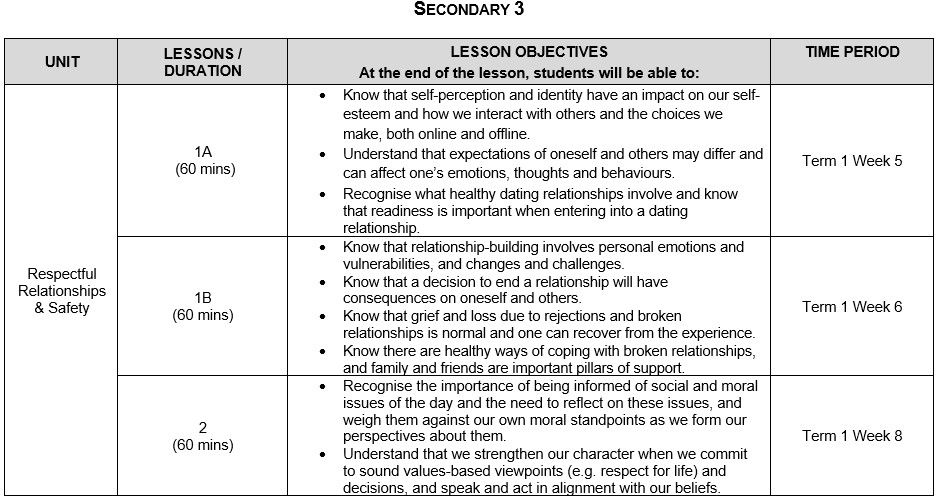 SECONDARY 3
UNIT
LESSONS /
DURATION
LESSON OBJECTIVES
At the end of the lesson, students will be able to:
TIME PERIOD
Respectful
Relationships
& Safety
1A
(60 mins)
• Know that self-perception and identity have an impact on our self-
esteem and how we interact with others and the choices we
make, both online and offline.
• Understand that expectations of oneself and others may differ and
can affect one's emotions, thoughts and behaviours.
• Recognise what healthy dating relationships involve and know
that readiness is important when entering into a dating
relationship.
Term 1 Week 5
1B
(60 mins)
• Know that relationship-building involves personal emotions and
vulnerabilities, and changes and challenges.
• Know that a decision to end a relationship will have
consequences on oneself and others.
• Know that grief and loss due to rejections and broken
relationships is normal and one can recover from the experience.
• Know there are healthy ways of coping with broken relationships,
and family and friends are important pillars of support.
Term 1 Week 6
2
(60 mins)
• Recognise the importance of being informed of social and moral
issues of the day and the need to reflect on these issues, and
weigh them against our own moral standpoints as we form our
perspectives about them.
• Understand that we strengthen our character when we commit
to sound values-based viewpoints (e.g. respect for life) and
decisions, and speak and act in alignment with our beliefs.
Term 1 Week 8